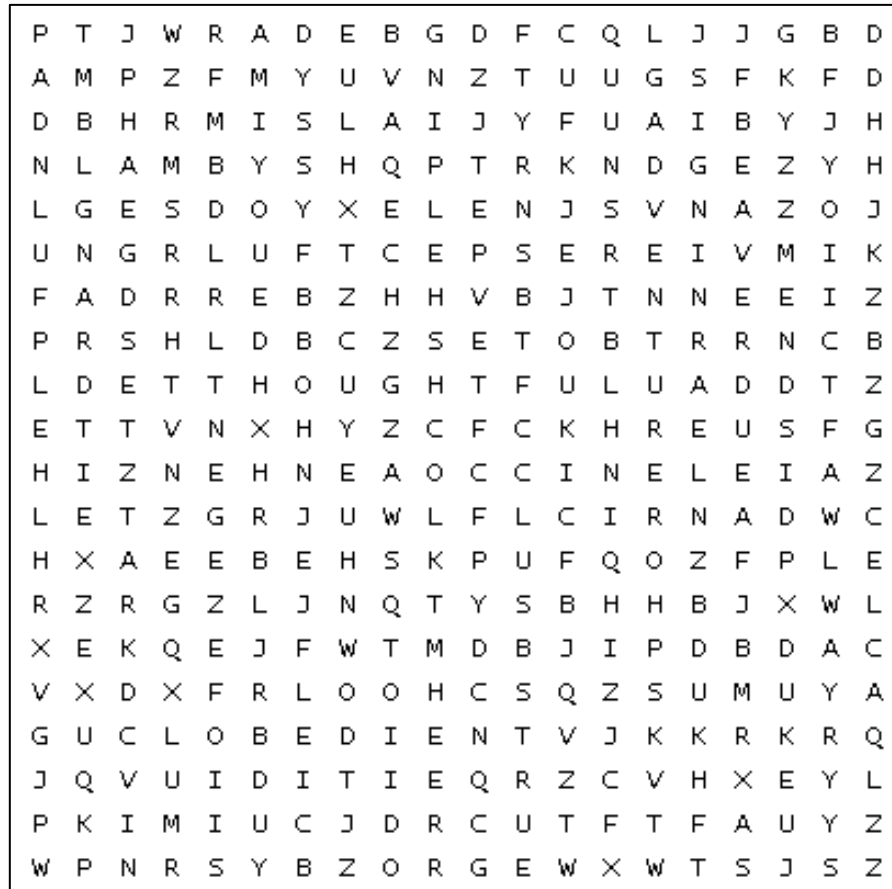 P T J W R A D E B G D F C Q L J J G B D
A M P Z F M Y U V N Z T U U G S F K F D
D B H R M I S L A I J Y F U A I B Y J H
N L A M B Y S H Q P T R K N D G E Z Y H
L G E S D O Y X E L E N J S V N A Z O J
U N G R L U F T C E P S E R E I V M I K
F A D R R E B Z H H V B J T N N E E I Z
P R S H L D B C Z S E T O B T R R N C B
L D E T T H O U G H T F U L U A D D T Z
E T T V N X H Y Z C F C K H R E U S F G
H I Z N E H N E A O C C I N E L E I A Z
L E T Z G R J U W L F L C I R N A D W C
H X A E E B E H S K P U F Q O Z F P L E
R Z R G Z L J N Q T Y S B H H B J X W L
X E K Q E J F W T M D B J I P D B D A C
V X D X F R L O O H C S Q Z S U M U Y A
G U C L O B E D I E N T V J K K R K R Q
J Q V U I D I T I E Q R Z C V H X E Y L
P K I M I U C J D R C U T F T F A U Y Z
W P N R S Y B Z O R G E W X W T S J S Z